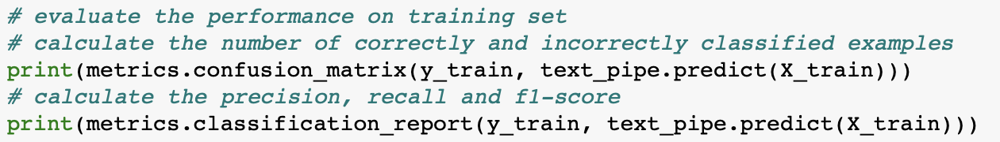 # evaluate the performance on training set
# calculate the number of correctly and incorrectly classified examples
print(metrics.confusion_matrix(y_train, text_pipe.predict(X_train)))
# calculate the precision, recall and f1-score
print(metrics.classification_report(y_train, text_pipe.predict(X_train)))